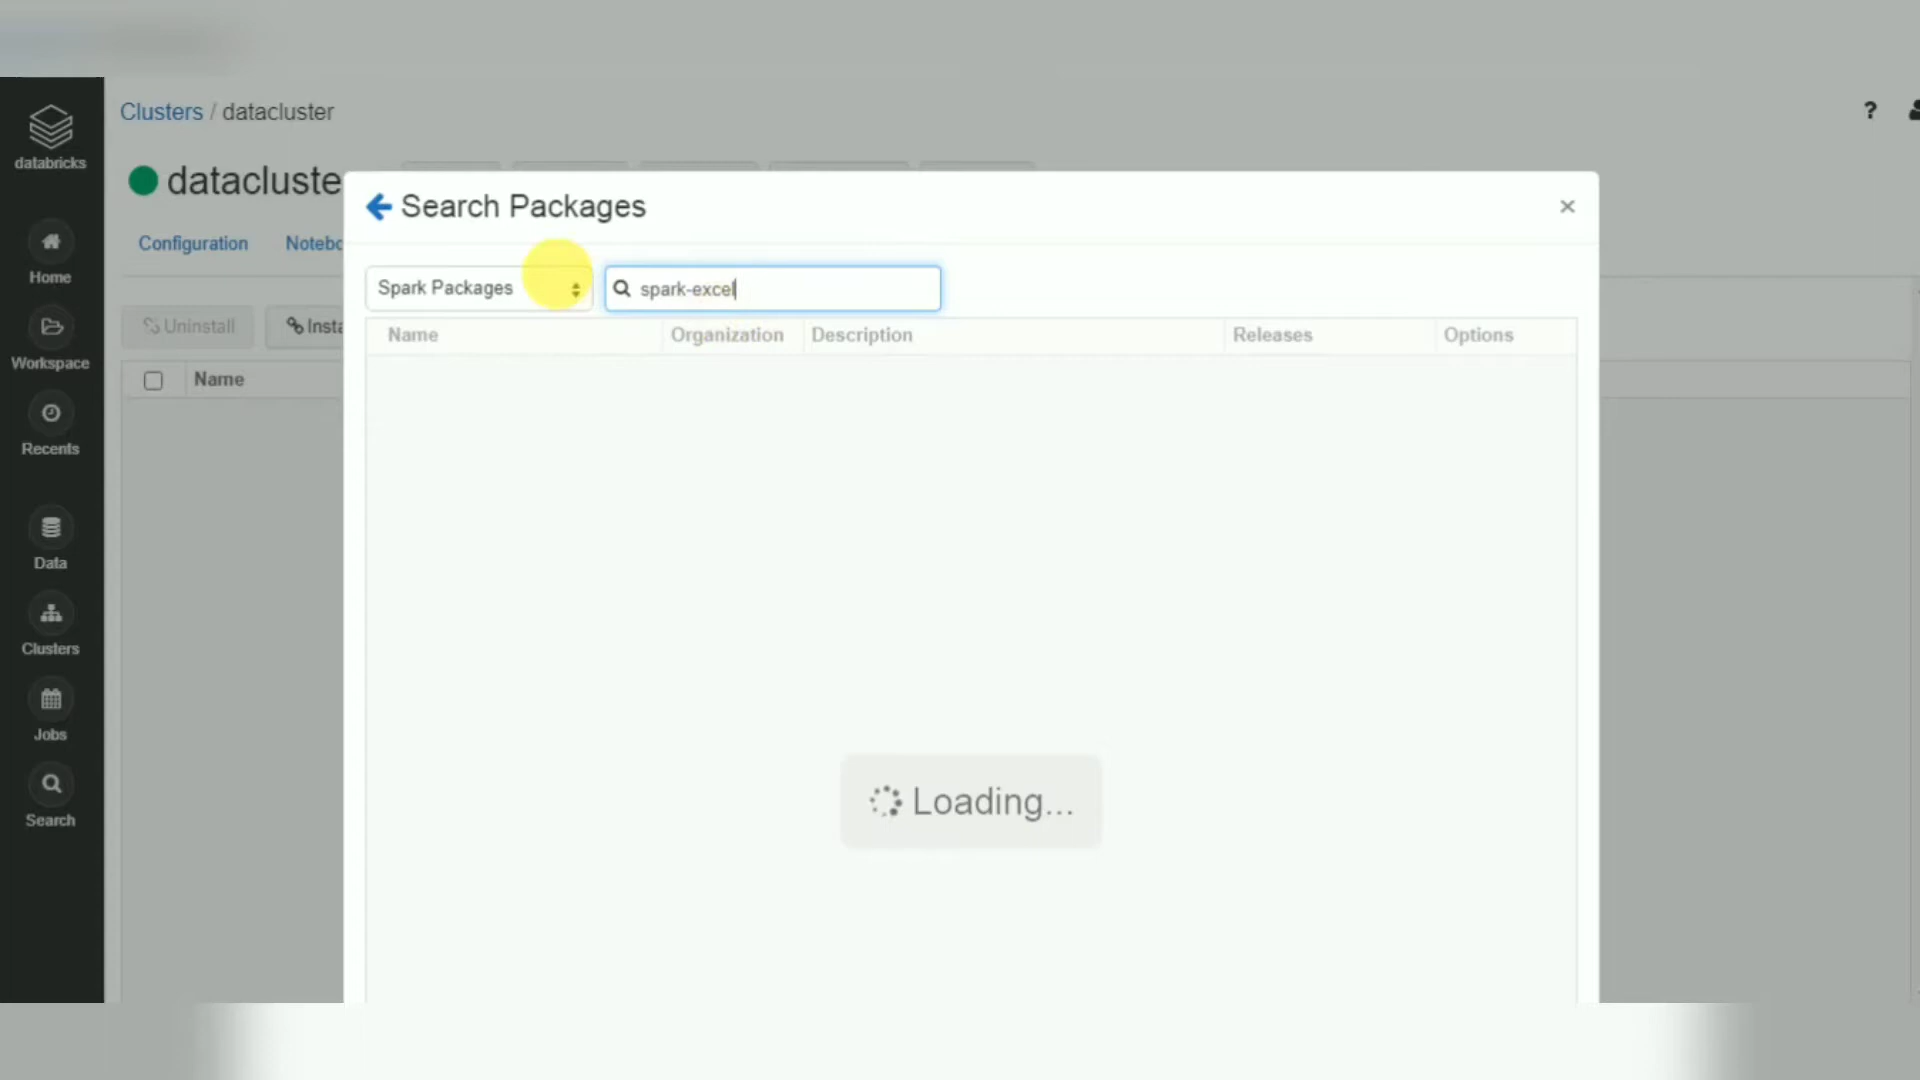 Clusters / datacluster
?
databricks
datacluste
Search Packages
×
Configuration
Notebo
Spark Packages
spark-excel
Home
Uninstall
Insta
Name
Organization
Description
Releases
Options
Workspace
Name
Recents
Data
Clusters
Jobs
Loading...
Search